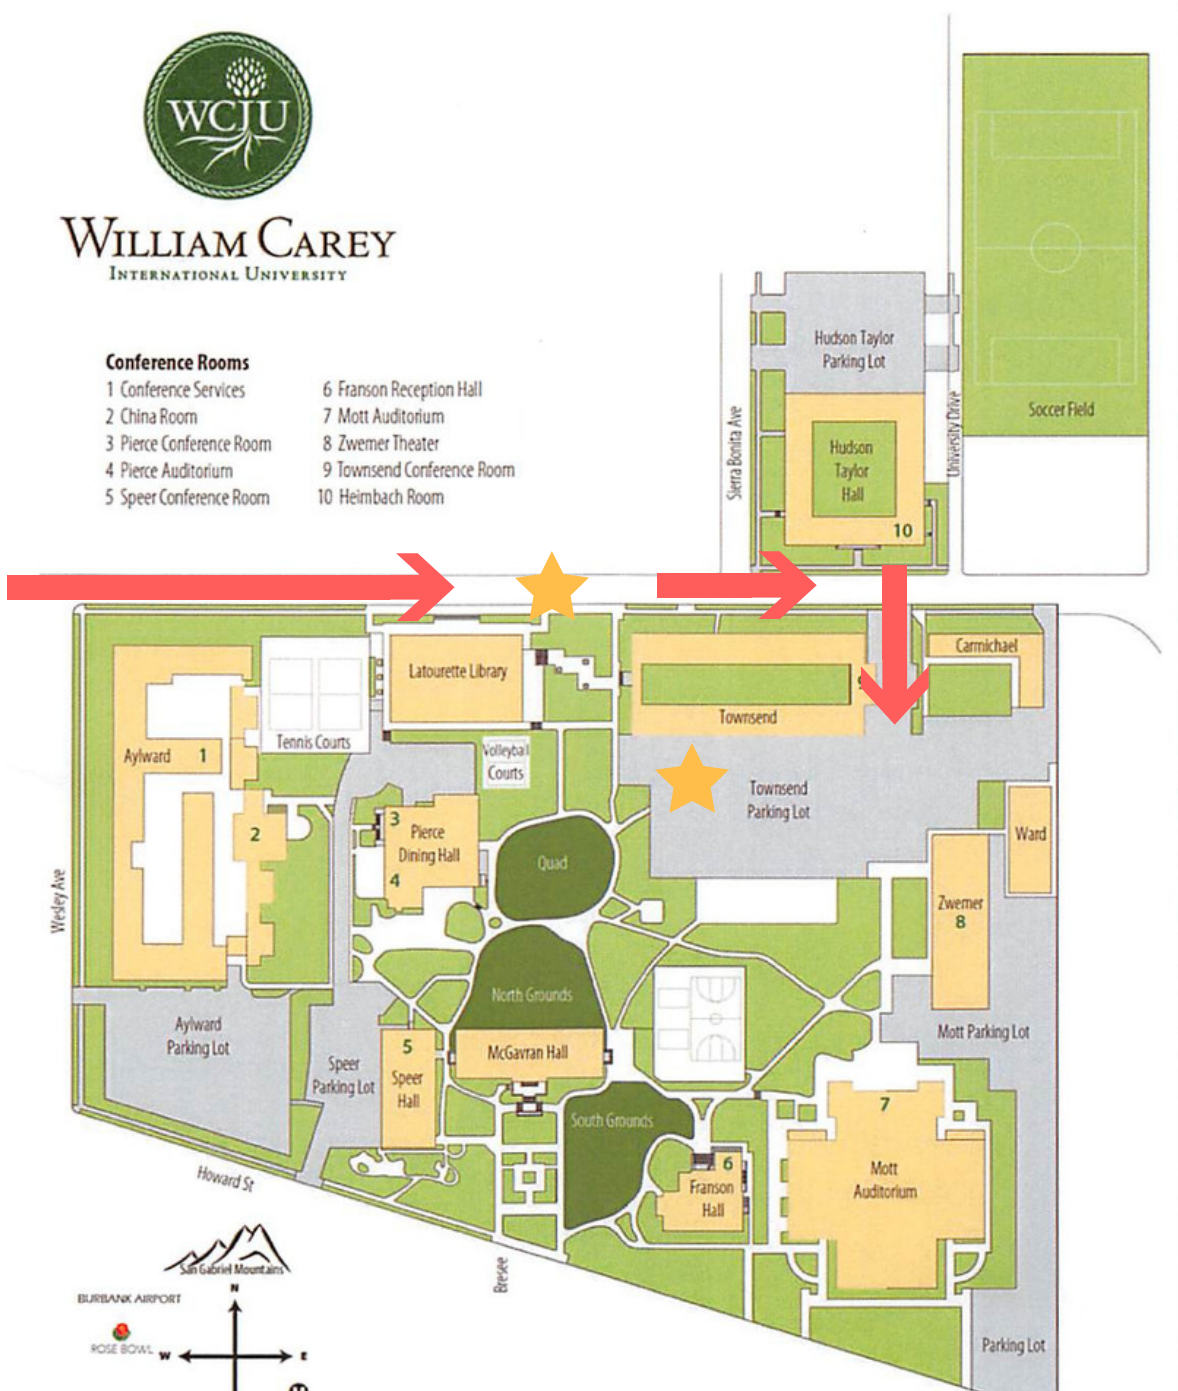 WCIU
WILLIAM CAREY
INTERNATIONAL UNIVERSITY
Conference Rooms
1 Conference Services
2 China Room
3 Pierce Conference Room
4 Pierce Auditorium
5 Speer Conference Room
6 Franson Reception Hall
7 Mott Auditorium
8 Zwemer Theater
9 Townsend Conference Room
10 Heimbach Room
Hudson Taylor
Parking Lot
Soccer Field
Sierra Bonita Ave
University Drive
Hudson
Taylor
Hall
10
Carmichael
Latourette Library
9
Townsend
Tennis Courts
Aylward 1
Volleyball
Courts
Townsend
Parking Lot
2
3
Pierce
Dining Hall
4
Quad
Ward
Zwemer
8
Wesley Ave
North Grounds
Aylward
Parking Lot
Mott Parking Lot
McGavran Hall
5
Speer
Hall
Speer
Parking Lot
South Grounds
7
Mott
Auditorium
6
Franson
Hall
Howard St
San Gabriel Mountains
Bresee
BURBANK AIRPORT
N
ROSE BOWL
W
E
Parking Lot